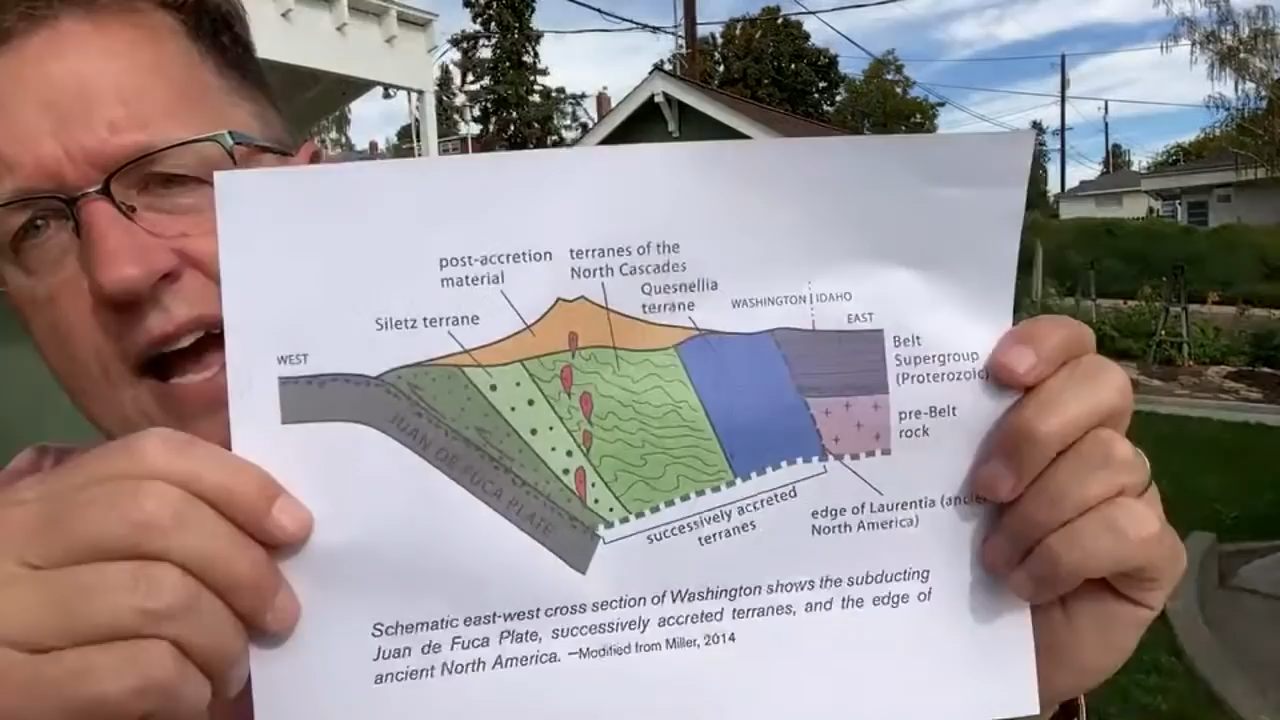 post-accretion
material
terranes of the
North Cascades
Quesnellia
terrane
WASHINGTON | IDAHO
Siletz terrane
WEST
EAST
Belt
Supergroup
(Proterozoic)
pre-Belt
rock
JUAN DE FUCA PLATE
successively accreted
terranes
edge of Laurentia (ancie
North America)
Schematic east-west cross section of Washington shows the subducting
Juan de Fuca Plate, successively accreted terranes, and the edge of
ancient North America. —Modified from Miller, 2014